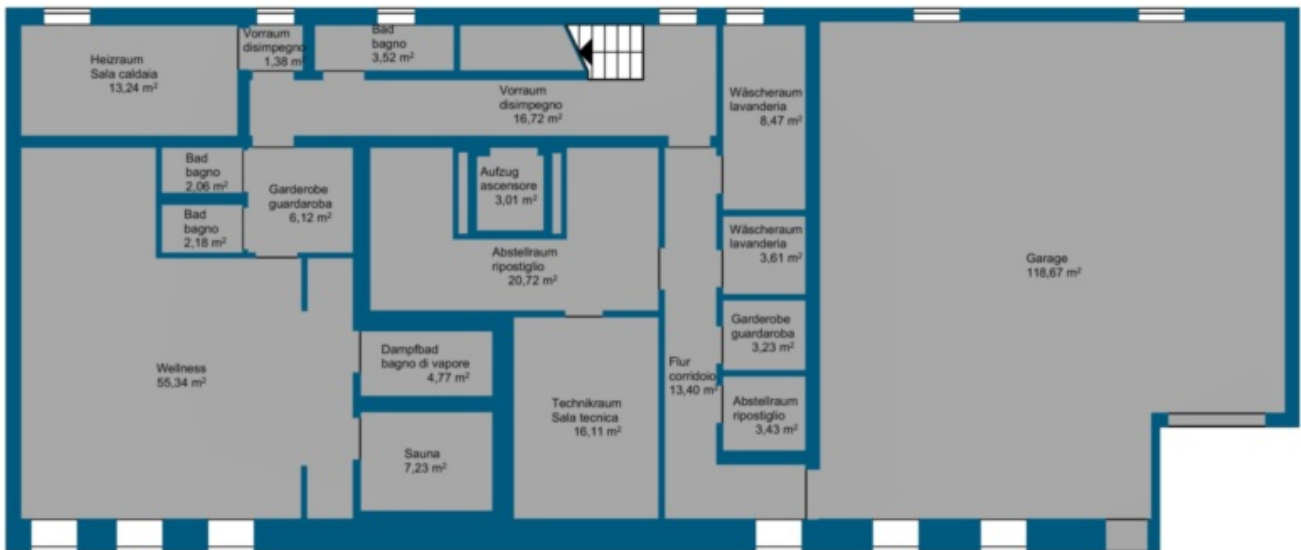 Heizraum
Sala caldaia
13,24 m²
Vorraum
disimpegno
1,38 m
Bad
bagno
3,52 m²
Vorraum
disimpegno
16,72 m²
Wäscheraum
lavanderia
8,47 m²
Bad
bagno
2,06 m²
Bad
bagno
2,18 m²
Garderobe
guardaroba
6,12 m²
Aufzug
ascensore
3,01 m²
Abstellraum
ripostiglio
20,72 m²
Wäscheraum
lavanderia
3,61 m²
Garage
118,67 m²
Garderobe
guardaroba
3,23 m²
Wellness
55,34 m²
Dampfbad
bagno di vapore
4,77 m²
Flur
corridoio
13,40 m²
Technikraum
Sala tecnica
16,11 m²
Abstellraum
ripostiglio
3,43 m²
Sauna
7,23 m²